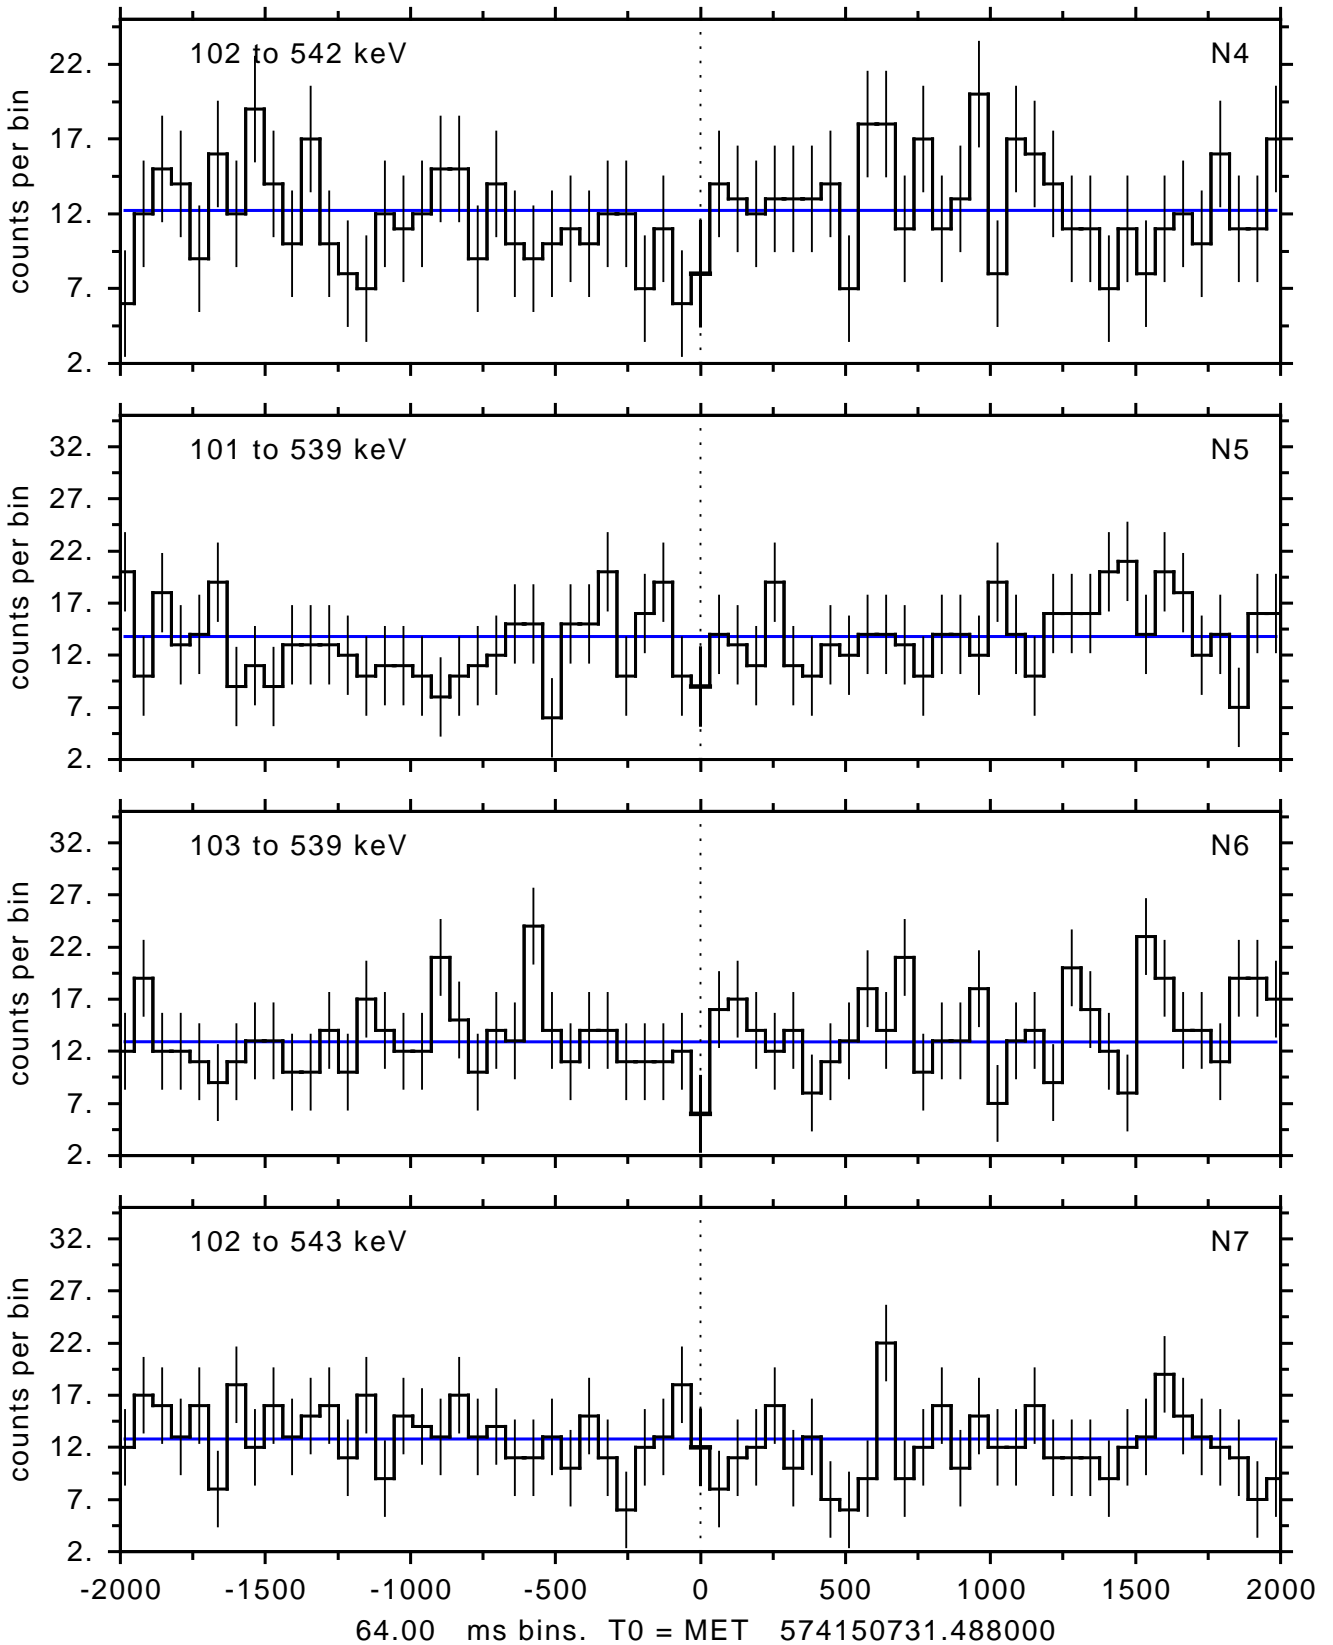 102 to 542 keV N4
22.
17.
12.
7.
2.
counts per bin
101 to 539 keV N5
32.
27.
22.
17.
12.
7.
2.
counts per bin
103 to 539 keV N6
32.
27.
22.
17.
12.
7.
2.
counts per bin
102 to 543 keV N7
32.
27.
22.
17.
12.
7.
2.
counts per bin
-2000 -1500 -1000 -500 0 500 1000 1500 2000
64.00 ms bins. T0 = MET 574150731.488000